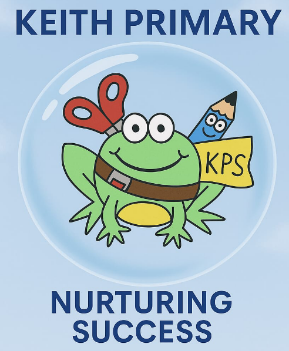 KEITH PRIMARY
KPS
NURTURING
SUCCESS